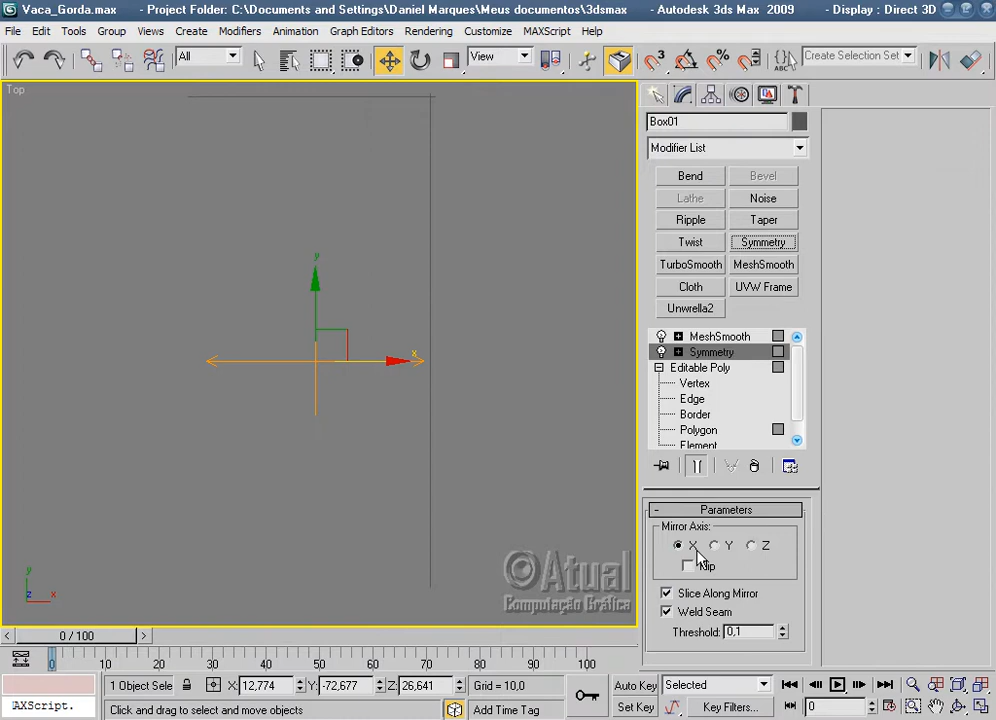 Vaca_Gorda.max - Project Folder: C:\Documents and Settings\Daniel Marques\Meus documentos\3dsmax - Autodesk 3ds Max 2009 - Display : Direct 3D
File Edit Tools Group Views Create Modifiers Animation Graph Editors Rendering Customize MAXScript Help
All View 3 % ABC Create Selection Set
Top
Box01
Modifier List
Bend Bevel
Lathe Noise
Ripple Taper
Twist Symmetry
TurboSmooth MeshSmooth
Cloth UVW Frame
Unwrella2
MeshSmooth
Symmetry
Editable Poly
Vertex
Edge
Border
Polygon
Element
y
x
Parameters
Mirror Axis:
X Y Z
Flip
Slice Along Mirror
Weld Seam
Threshold: 0,1
©Atual
Computação Gráfica
y
z x
< 0 / 100 >
0 10 20 30 40 50 60 70 80 90 100
1 Object Sele X: 12,774 Y: -72,677 Z: 26,641 Grid = 10,0 Auto Key Selected
AXScript. Click and drag to select and move objects Add Time Tag Set Key Key Filters... 0